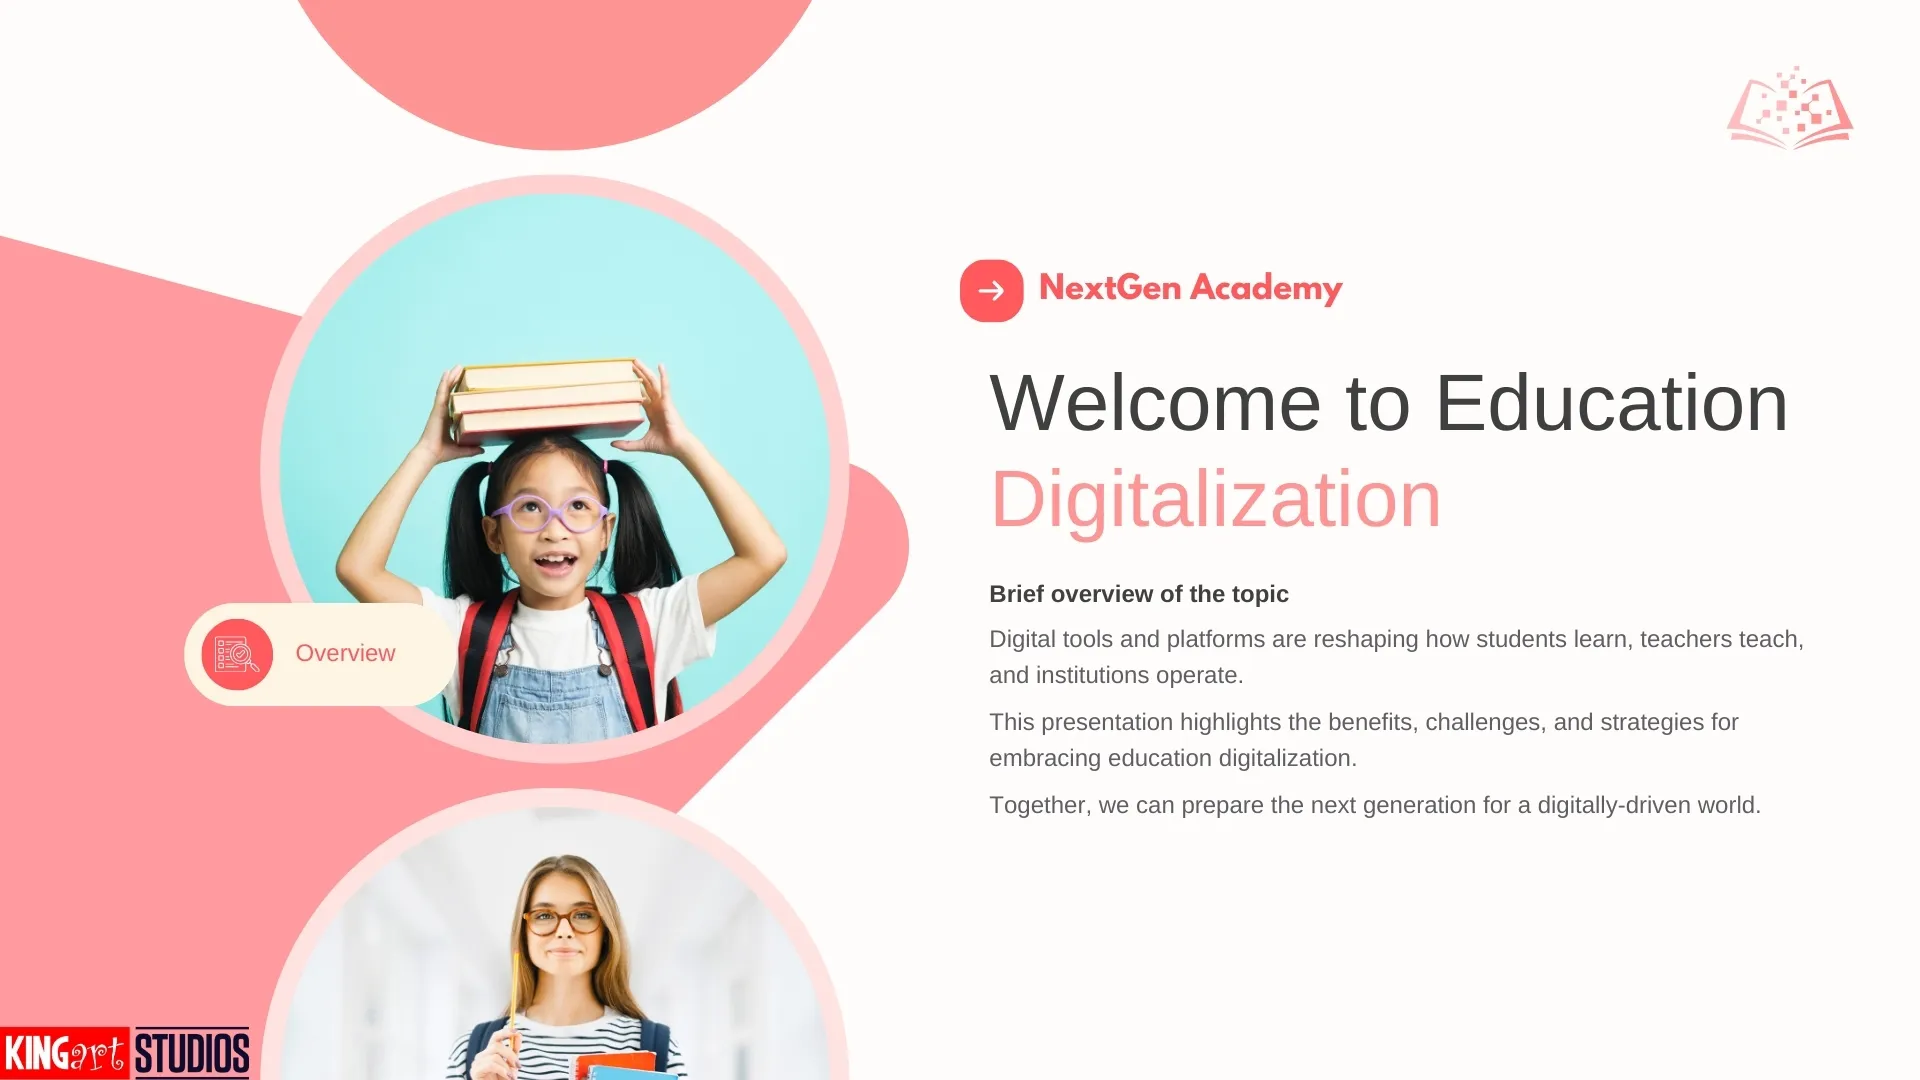 NextGen Academy
Welcome to Education
Digitalization
Brief overview of the topic
Digital tools and platforms are reshaping how students learn, teachers teach,
and institutions operate.
This presentation highlights the benefits, challenges, and strategies for
embracing education digitalization.
Together, we can prepare the next generation for a digitally-driven world.
Overview
KINGart STUDIOS